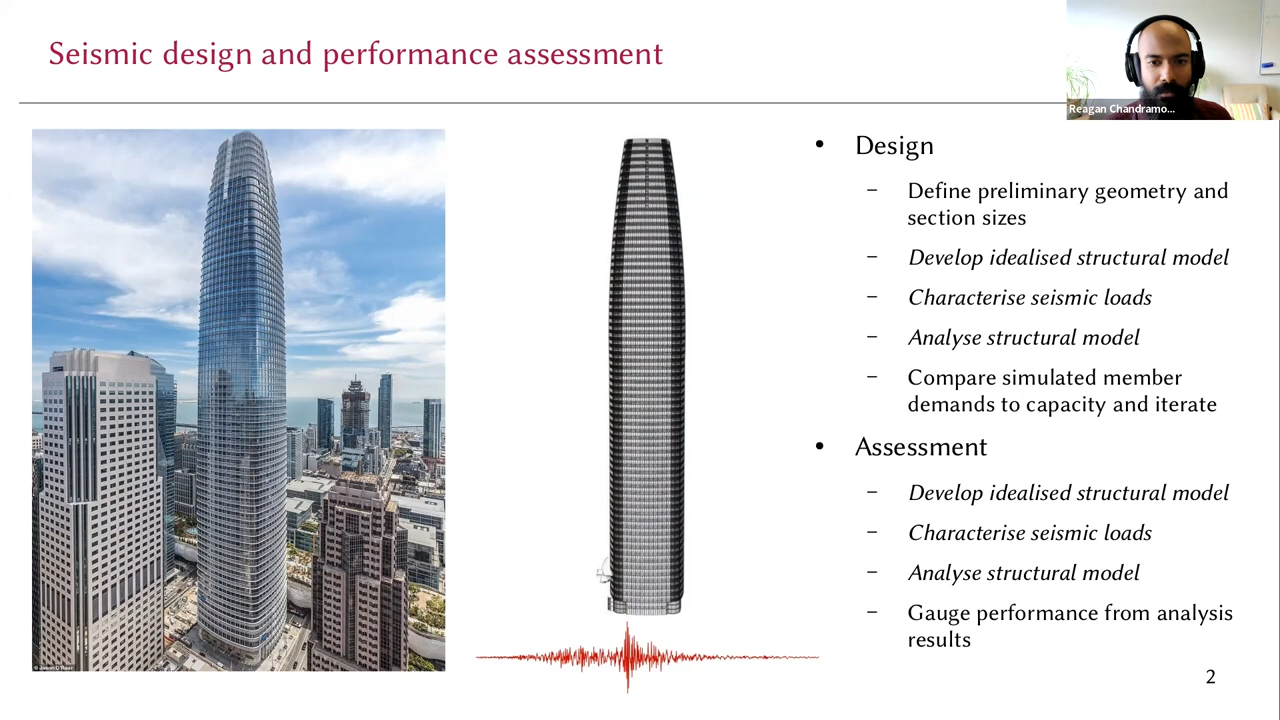 Seismic design and performance assessment
Reagan Chandramo...
• Design
– Define preliminary geometry and
section sizes
– Develop idealised structural model
– Characterise seismic loads
– Analyse structural model
– Compare simulated member
demands to capacity and iterate
• Assessment
– Develop idealised structural model
– Characterise seismic loads
– Analyse structural model
– Gauge performance from analysis
results
2